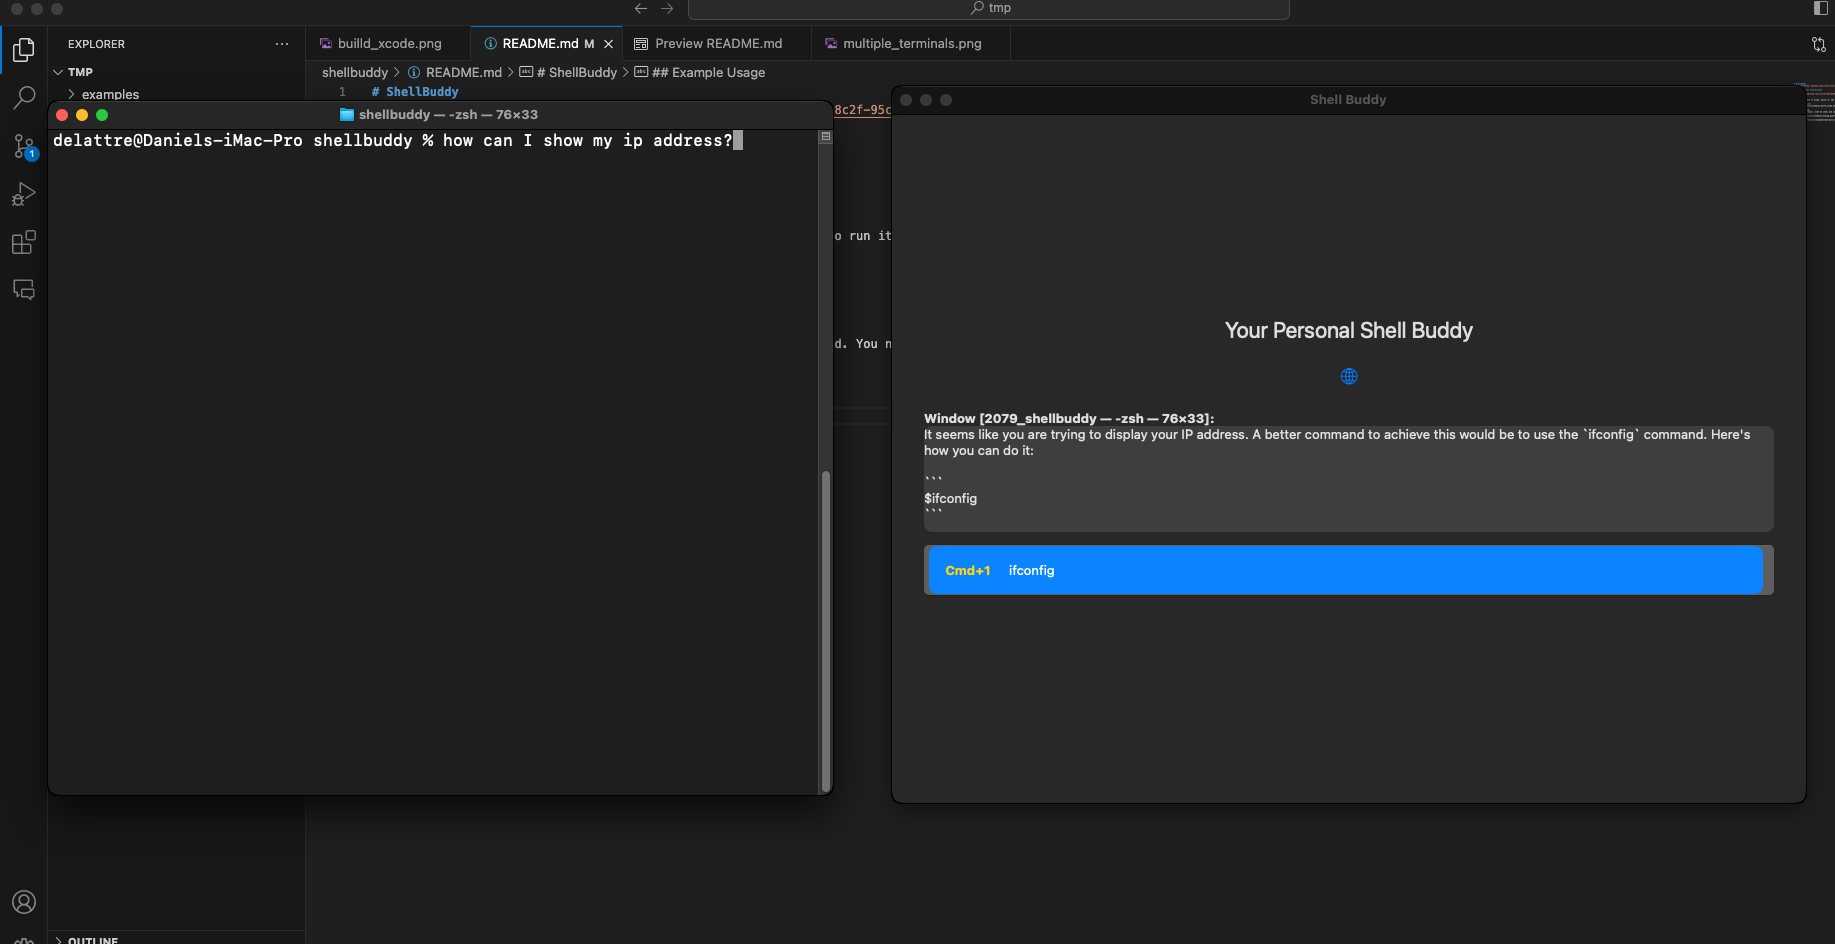 tmp
EXPLORER
builld_xcode.png
README.md M
Preview README.md
multiple_terminals.png
TMP
shellbuddy > README.md > # ShellBuddy > ## Example Usage
examples
1 # ShellBuddy
8c2f-95c
shellbuddy — -zsh — 76×33
delattre@Daniels-iMac-Pro shellbuddy % how can I show my ip address?
1
o run it
d. You n
Shell Buddy
Your Personal Shell Buddy
Window [2079_shellbuddy — -zsh — 76×33]:
It seems like you are trying to display your IP address. A better command to achieve this would be to use the `ifconfig` command. Here's
how you can do it:
```
$ifconfig
```
Cmd+1 ifconfig
OUTLINE